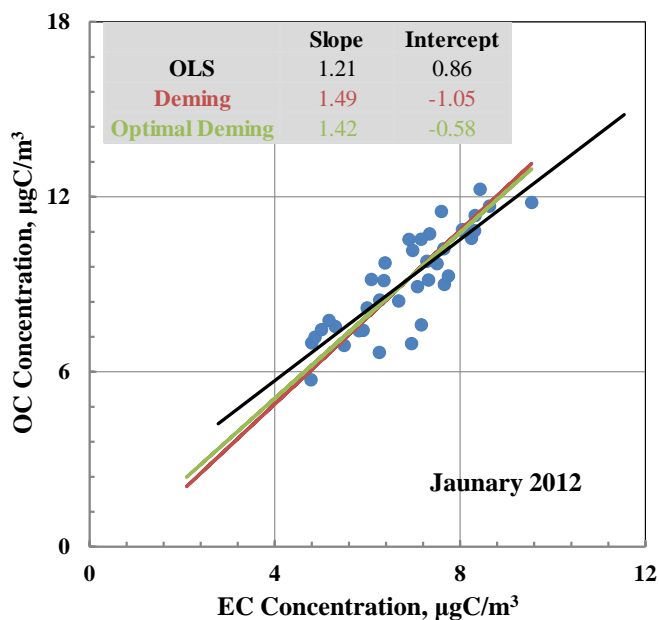 18
Slope Intercept
OLS 1.21 0.86
Deming 1.49 -1.05
Optimal Deming 1.42 -0.58
12
6
0
OC Concentration, µgC/m³
Jaunary 2012
0 4 8 12
EC Concentration, µgC/m³